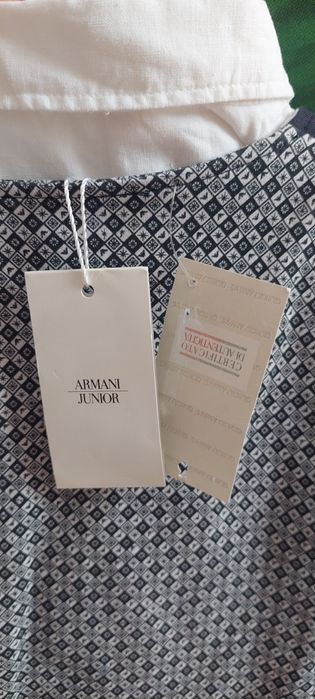 ARMANI
JUNIOR
CERTIFICATO
DI AUTENTICITÀ